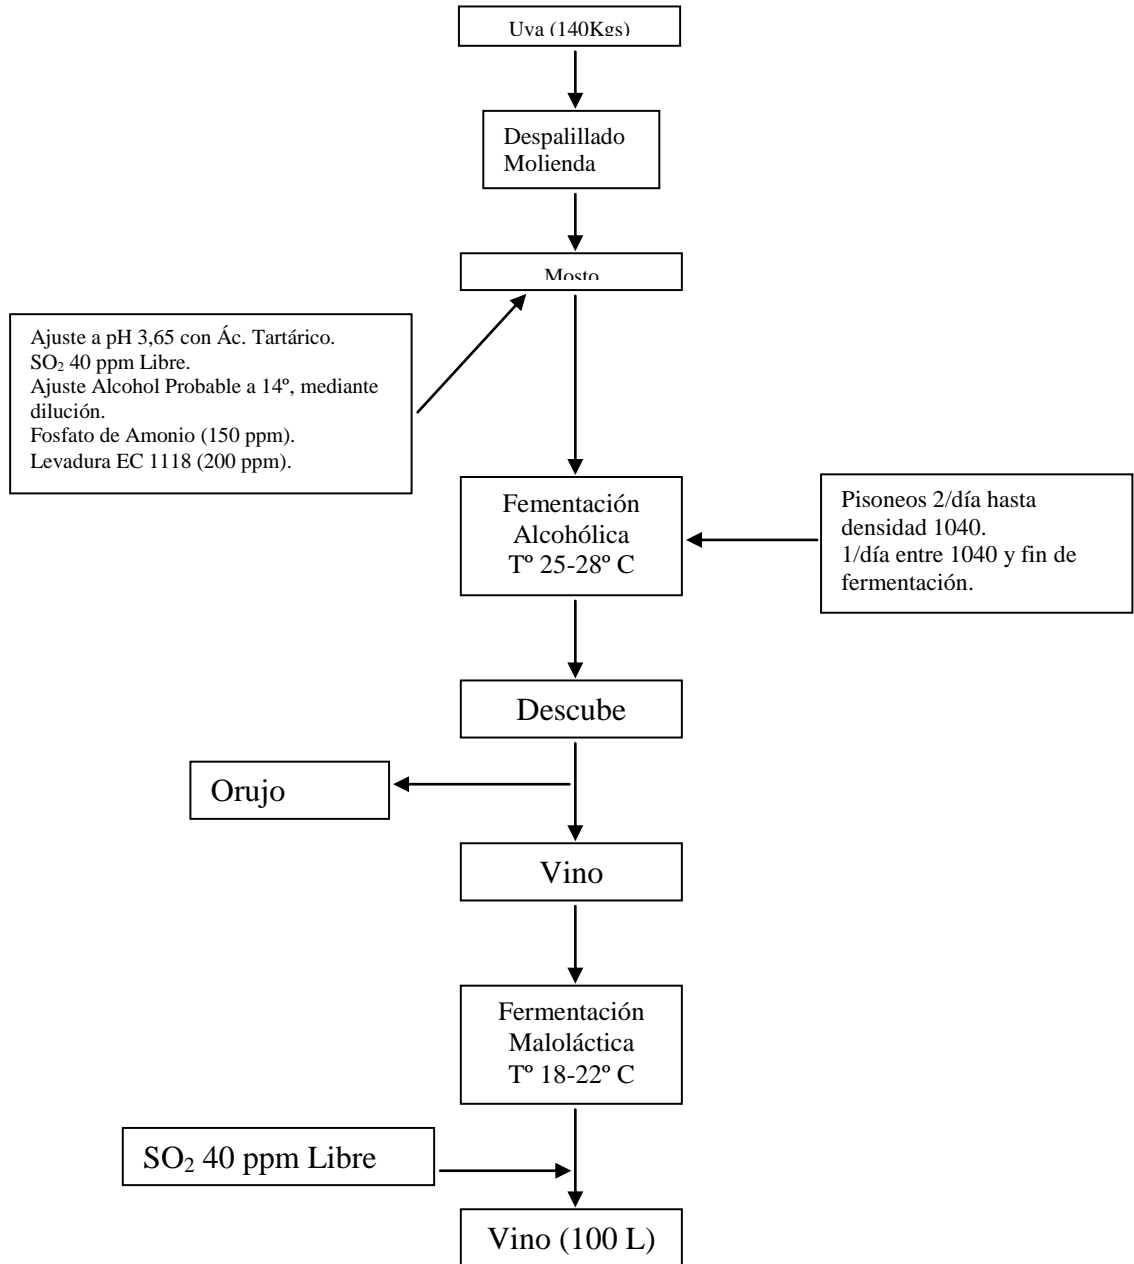 Uva (140Kgs)
Despalillado
Molienda
Mosto
Ajuste a pH 3,65 con Ác. Tartárico.
SO₂ 40 ppm Libre.
Ajuste Alcohol Probable a 14º, mediante
dilución.
Fosfato de Amonio (150 ppm).
Levadura EC 1118 (200 ppm).
Fementación
Alcohólica
Tº 25-28º C
Pisoneos 2/día hasta
densidad 1040.
1/día entre 1040 y fin de
fermentación.
Descube
Orujo
Vino
Fermentación
Maloláctica
Tº 18-22º C
SO₂ 40 ppm Libre
Vino (100 L)